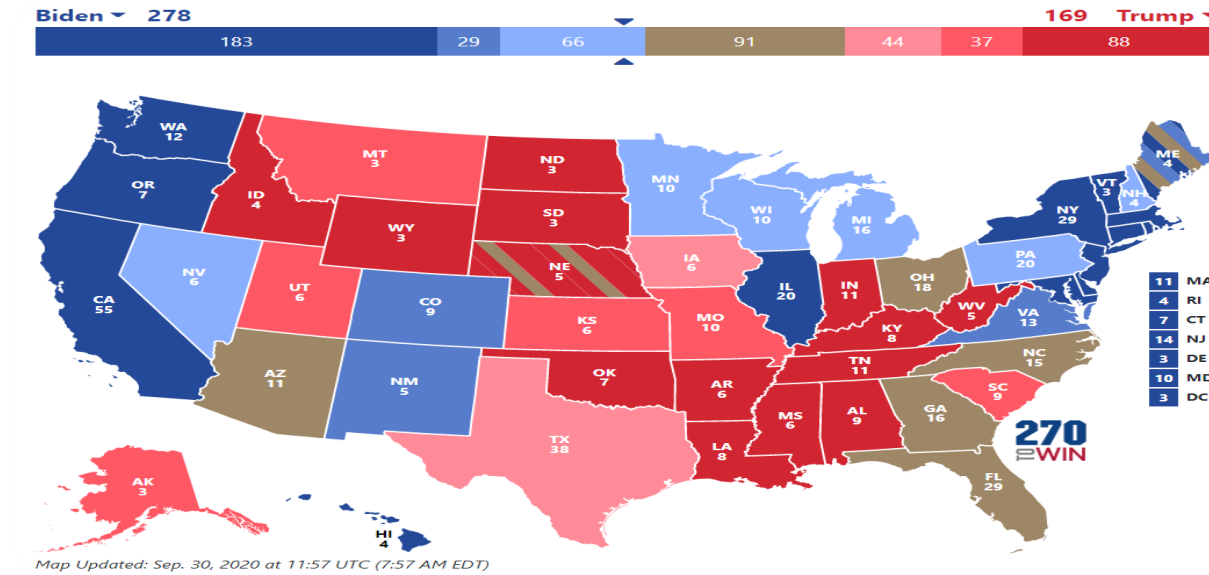 Biden 278
169 Trump
183 29 66 91 44 37 88
WA
12
OR
7
CA
55
NV
6
ID
4
MT
3
WY
3
UT
6
AZ
11
CO
9
NM
5
ND
3
SD
3
NE
5
KS
6
OK
7
TX
38
MN
10
IA
6
MO
10
AR
6
LA
8
WI
10
IL
20
MI
16
IN
11
OH
18
KY
8
TN
11
MS
6
AL
9
GA
16
FL
29
SC
9
NC
15
VA
13
WV
5
PA
20
NY
29
VT
3
NH
4
ME
4
11 MA
4 RI
7 CT
14 NJ
3 DE
10 MD
3 DC
AK
3
HI
4
270
TO WIN
Map Updated: Sep. 30, 2020 at 11:57 UTC (7:57 AM EDT)